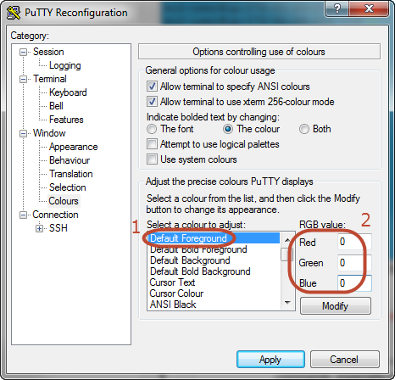 PuTTY Reconfiguration
Category:
Session
Logging
Terminal
Keyboard
Bell
Features
Window
Appearance
Behaviour
Translation
Selection
Colours
Connection
SSH
Options controlling use of colours
General options for colour usage
Allow terminal to specify ANSI colours
Allow terminal to use xterm 256-colour mode
Indicate bolded text by changing:
The font The colour Both
Attempt to use logical palettes
Use system colours
Adjust the precise colours PuTTY displays
Select a colour from the list, and then click the Modify
button to change its appearance.
1 Select a colour to adjust: RGB value: 2
Default Foreground Red 0
Default Bold Foreground
Default Background Green 0
Default Bold Background
Cursor Text Blue 0
Cursor Colour
ANSI Black Modify
Apply Cancel